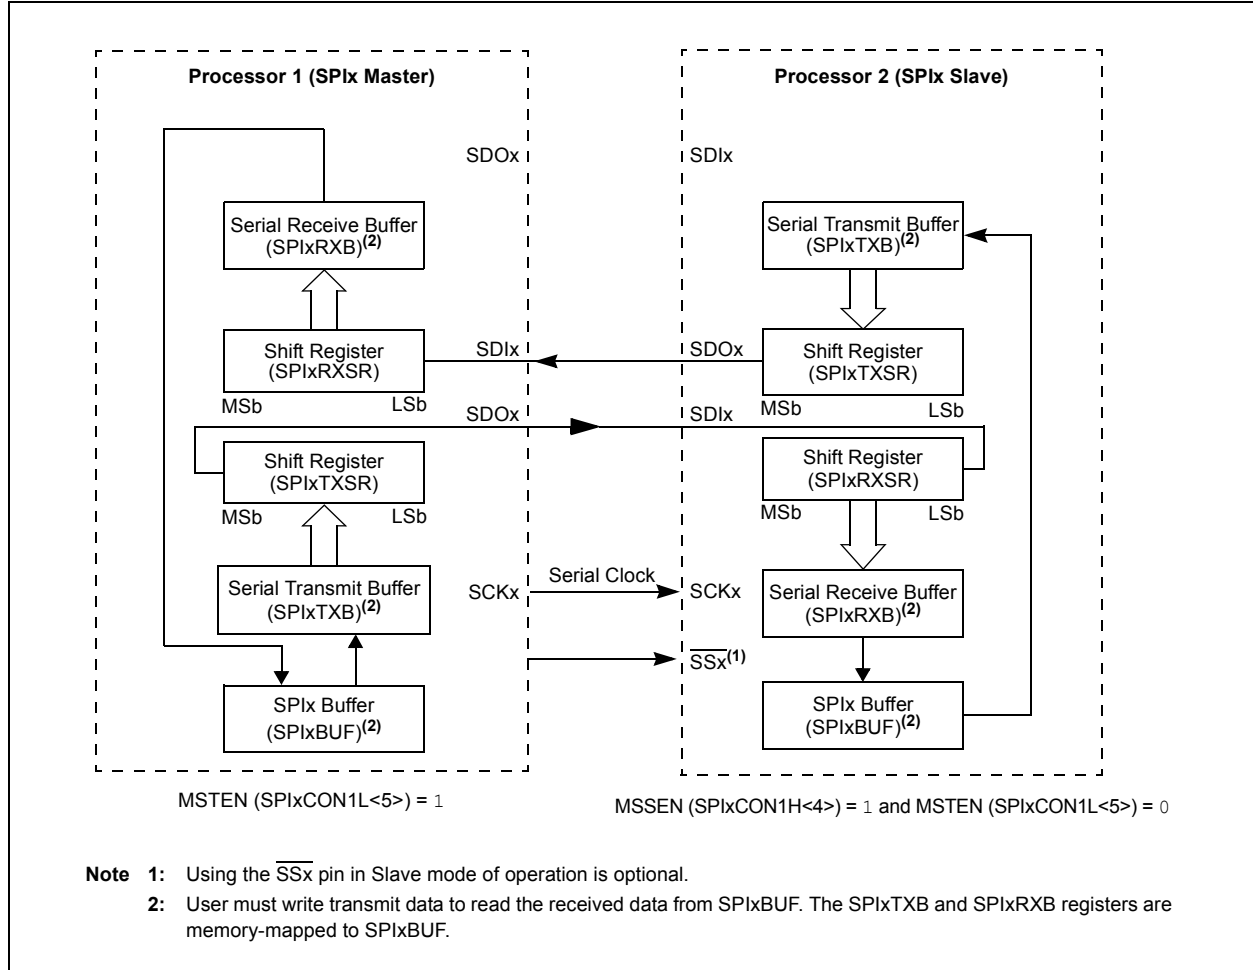 Processor 1 (SPIx Master)
Processor 2 (SPIx Slave)
SDOx
SDIx
Serial Receive Buffer
(SPIxRXB)(2)
Serial Transmit Buffer
(SPIxTXB)(2)
Shift Register
(SPIxRXSR)
SDIx
SDOx
Shift Register
(SPIxTXSR)
MSb
LSb
MSb
LSb
SDOx
SDIx
Shift Register
(SPIxTXSR)
Shift Register
(SPIxRXSR)
MSb
LSb
MSb
LSb
Serial Transmit Buffer
(SPIxTXB)(2)
SCKx
Serial Clock
SCKx
Serial Receive Buffer
(SPIxRXB)(2)
SSx(1)
SPIx Buffer
(SPIxBUF)(2)
SPIx Buffer
(SPIxBUF)(2)
MSTEN (SPIxCON1L<5>) = 1
MSSEN (SPIxCON1H<4>) = 1 and MSTEN (SPIxCON1L<5>) = 0
Note 1: Using the SSx pin in Slave mode of operation is optional.
2: User must write transmit data to read the received data from SPIxBUF. The SPIxTXB and SPIxRXB registers are
memory-mapped to SPIxBUF.